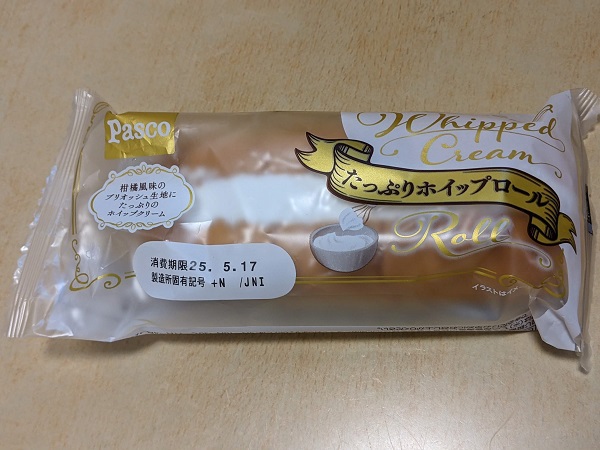 Pasco
柑橘風味の
ブリオッシュ生地に
たっぷりの
ホイップクリーム
Whipped
Cream
たっぷりホイップロール
Roll
消費期限25. 5.17
製造所固有記号 +N /JNI
イラストは